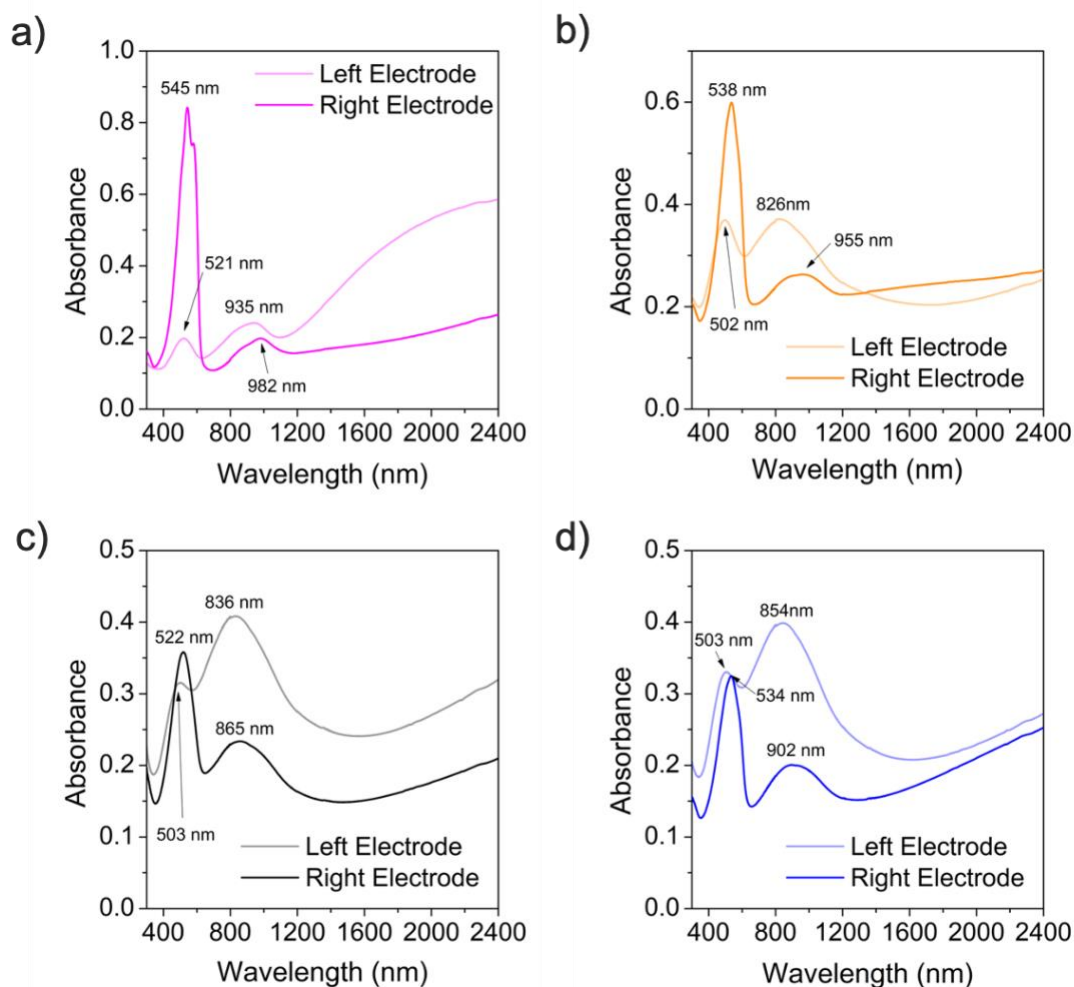 a)
1.0
0.8
0.6
0.4
0.2
0.0
Absorbance
545 nm
521 nm
935 nm
982 nm
Left Electrode
Right Electrode
400 800 1200 1600 2000 2400
Wavelength (nm)
b)
0.6
0.4
0.2
0.0
Absorbance
538 nm
826nm
955 nm
502 nm
Left Electrode
Right Electrode
400 800 1200 1600 2000 2400
Wavelength (nm)
c)
0.5
0.4
0.3
0.2
0.1
0.0
Absorbance
836 nm
522 nm
865 nm
503 nm
Left Electrode
Right Electrode
400 800 1200 1600 2000 2400
Wavelength (nm)
d)
0.5
0.4
0.3
0.2
0.1
0.0
Absorbance
854nm
503 nm
534 nm
902 nm
Left Electrode
Right Electrode
400 800 1200 1600 2000 2400
Wavelength (nm)